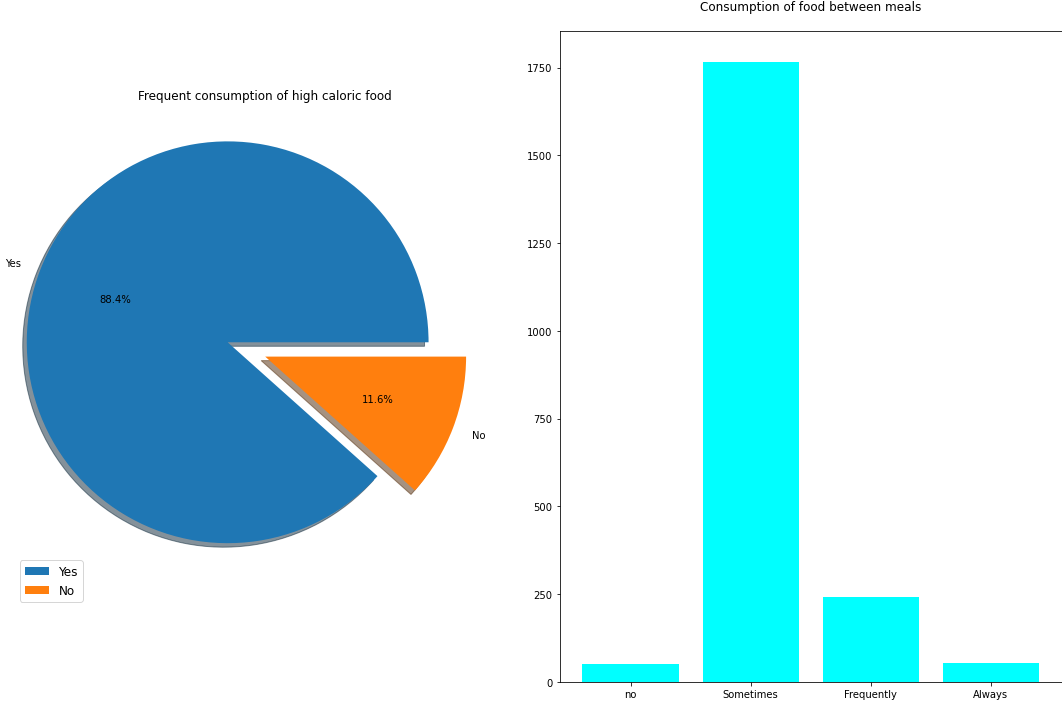 Frequent consumption of high caloric food
Yes
88.4%
11.6%
No
Yes
No
Consumption of food between meals
1750
1500
1250
1000
750
500
250
0
no Sometimes Frequently Always